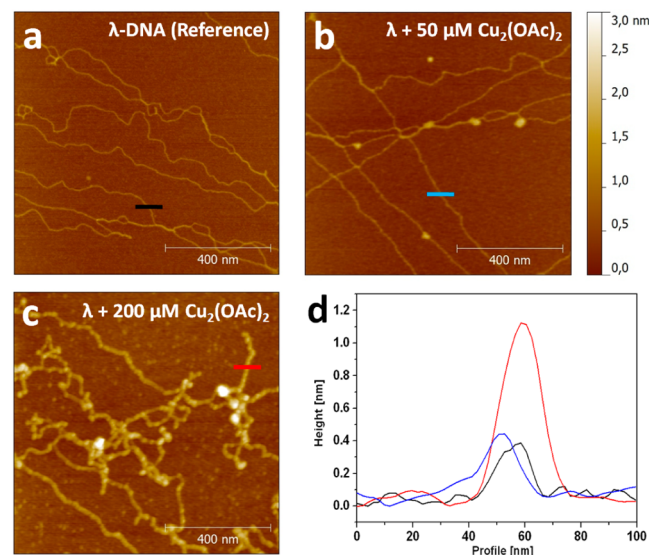 a
λ-DNA (Reference)
400 nm
b
λ + 50 µM Cu₂(OAc)₂
400 nm
3,0 nm
2,5
2,0
1,5
1,0
0,5
0,0
c
λ + 200 µM Cu₂(OAc)₂
400 nm
d
Height [nm]
1.2
1.0
0.8
0.6
0.4
0.2
0.0
0 20 40 60 80 100
Profile [nm]